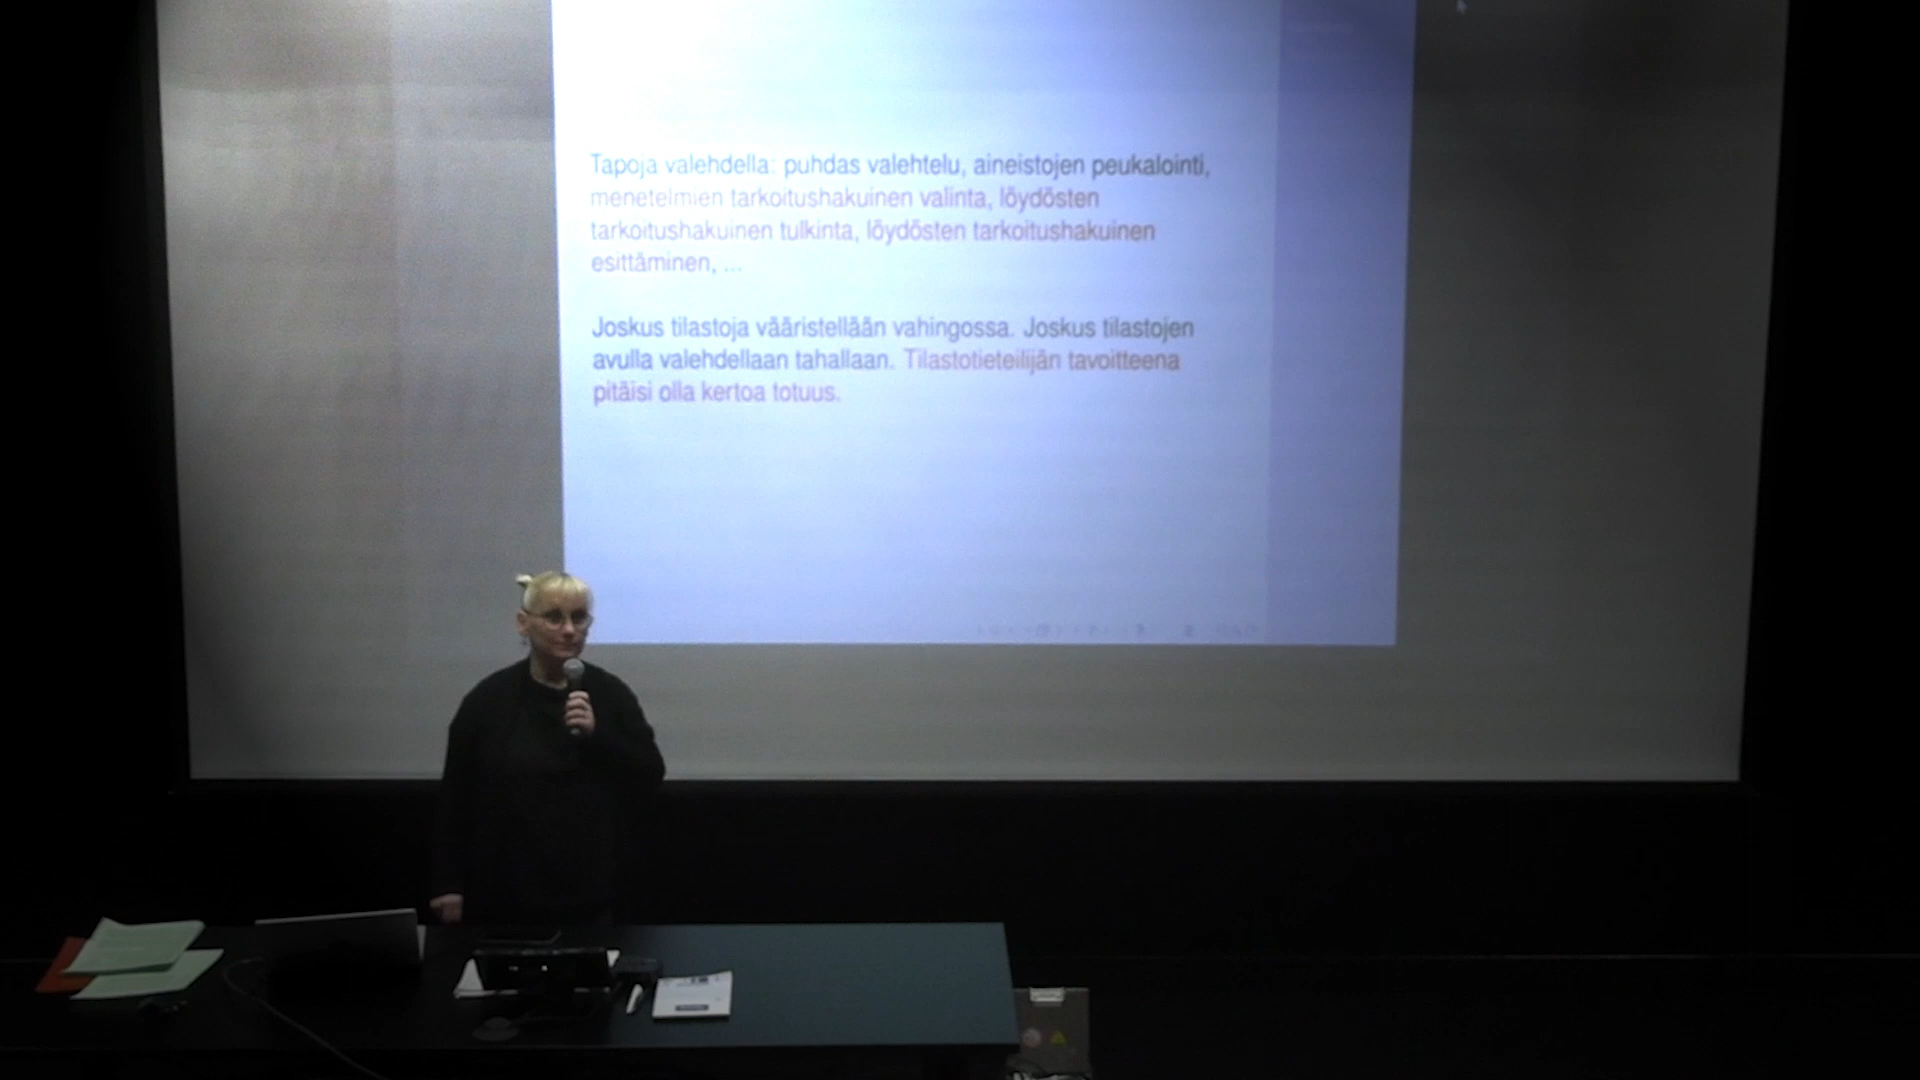 Tapoja valehdella: puhdas valehtelu, aineistojen peukalointi,
menetelmien tarkoitushakuinen valinta, löydösten
tarkoitushakuinen tulkinta, löydösten tarkoitushakuinen
esittäminen, ...
Joskus tilastoja vääristellään vahingossa. Joskus tilastojen
avulla valehdellaan tahallaan. Tilastotieteilijän tavoitteena
pitäisi olla kertoa totuus.